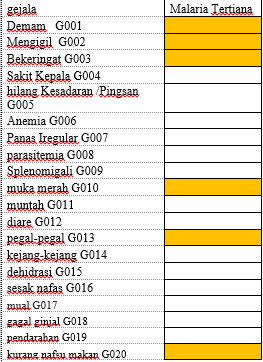 gejala Malaria Tertiana
Demam G001
Mengigil G002
Bekeringat G003
Sakit Kepala G004
hilang Kesadaran /Pingsan
G005
Anemia G006
Panas Iregular G007
parasitemia G008
Splenomigali G009
muka merah G010
muntah G011
diare G012
pegal-pegal G013
kejang-kejang G014
dehidrasi G015
sesak nafas G016
mual G017
gagal ginjal G018
pendarahan G019
kurang nafsu makan G020